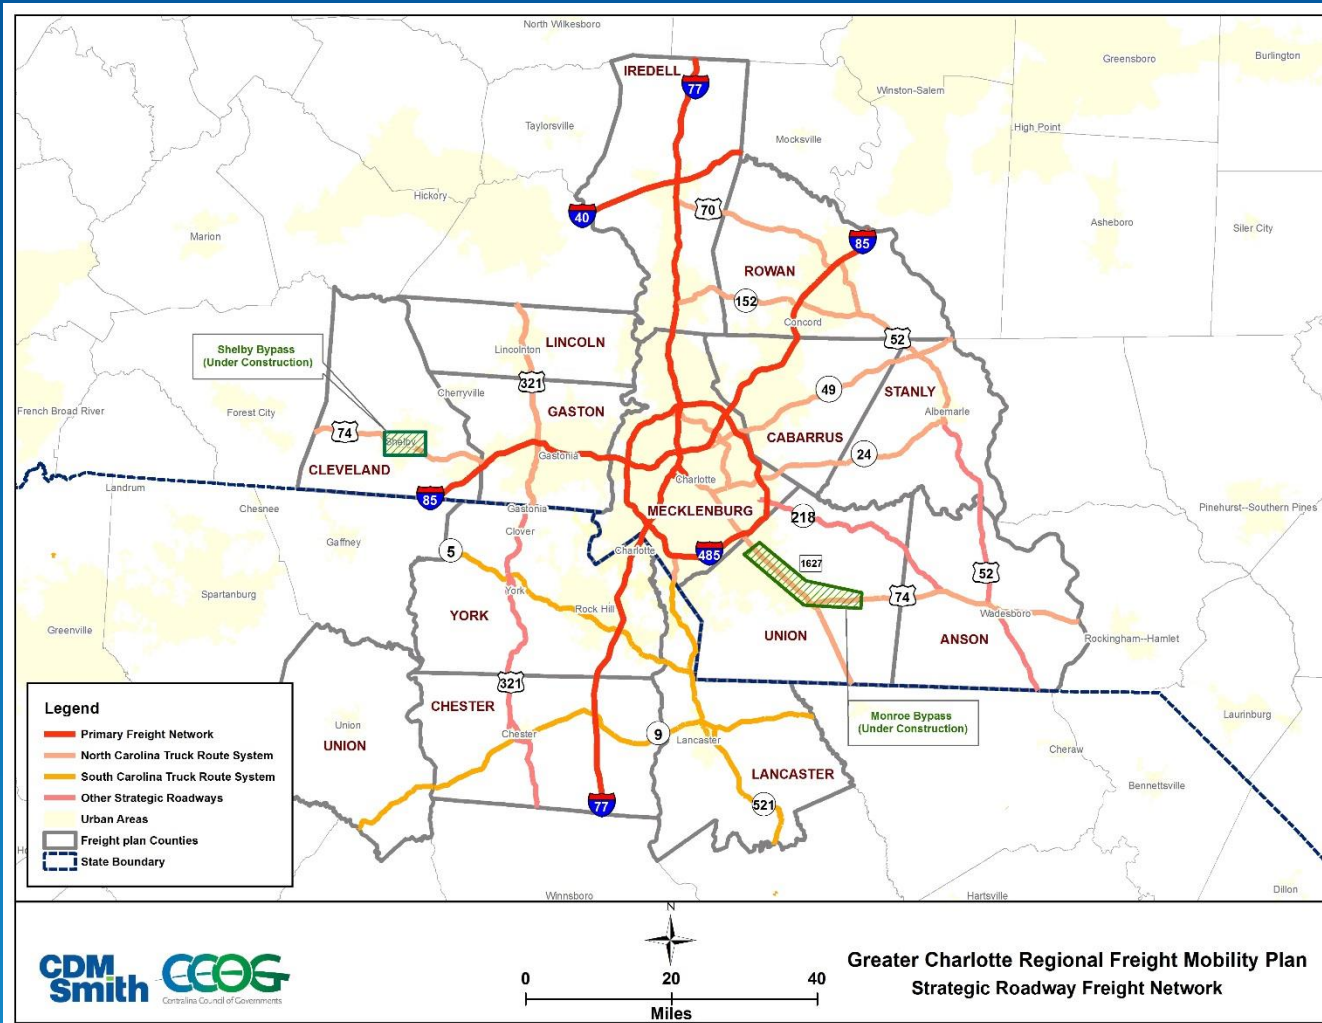 North Wilkesboro
Greensboro
Burlington
IREDELL
77
Winston-Salem
Taylorsville
Mocksville
High Point
Hickory
40
70
Asheboro
Siler City
Marion
85
ROWAN
152
Concord
52
Shelby Bypass
(Under Construction)
LINCOLN
Lincolnton
321
Cherryville
GASTON
49
STANLY
Albemarle
French Broad River
Forest City
74
Shelby
CLEVELAND
CABARRUS
24
Gastonia
Charlotte
Landrum
85
Chesnee
Gastonia
MECKLENBURG
218
Pinehurst--Southern Pines
Clover
Gaffney
5
Charlotte
485
1627
52
Spartanburg
York
Rock Hill
74
Wadesboro
YORK
Greenville
UNION
ANSON
Rockingham--Hamlet
321
CHESTER
Union
UNION
Chester
9
Lancaster
Monroe Bypass
(Under Construction)
Laurinburg
Cheraw
LANCASTER
Bennettsville
77
521
Winnsboro
Hartsville
Dillon
Legend
Primary Freight Network
North Carolina Truck Route System
South Carolina Truck Route System
Other Strategic Roadways
Urban Areas
Freight plan Counties
State Boundary
CDM
Smith
CCOG
Centralina Council of Governments
N
0 20 40
Miles
Greater Charlotte Regional Freight Mobility Plan
Strategic Roadway Freight Network